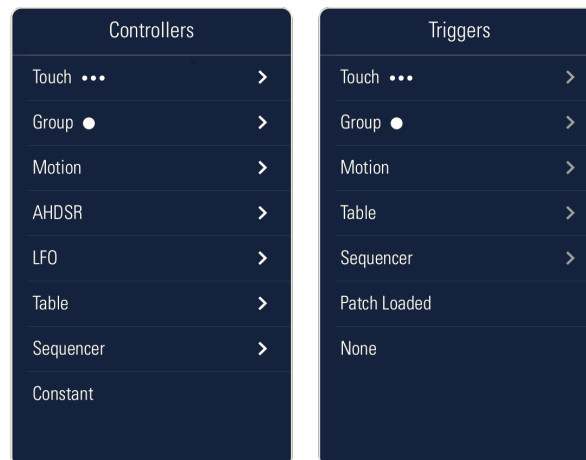 Controllers
Touch •••
Group ●
Motion
AHDSR
LFO
Table
Sequencer
Constant
Triggers
Touch •••
Group ●
Motion
Table
Sequencer
Patch Loaded
None